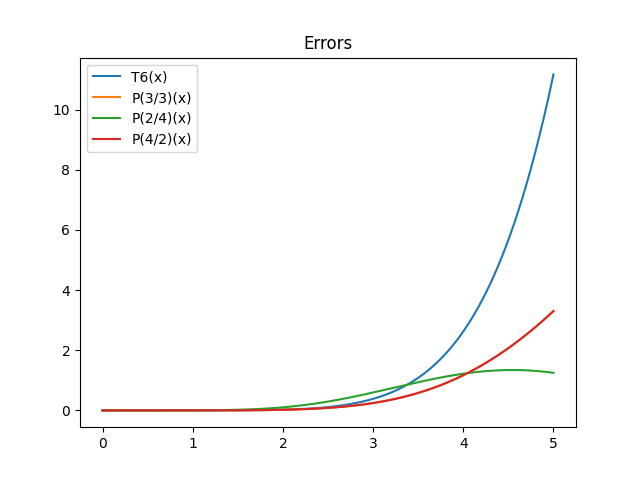 Errors
T6(x)
P(3/3)(x)
P(2/4)(x)
P(4/2)(x)
10
8
6
4
2
0
0 1 2 3 4 5